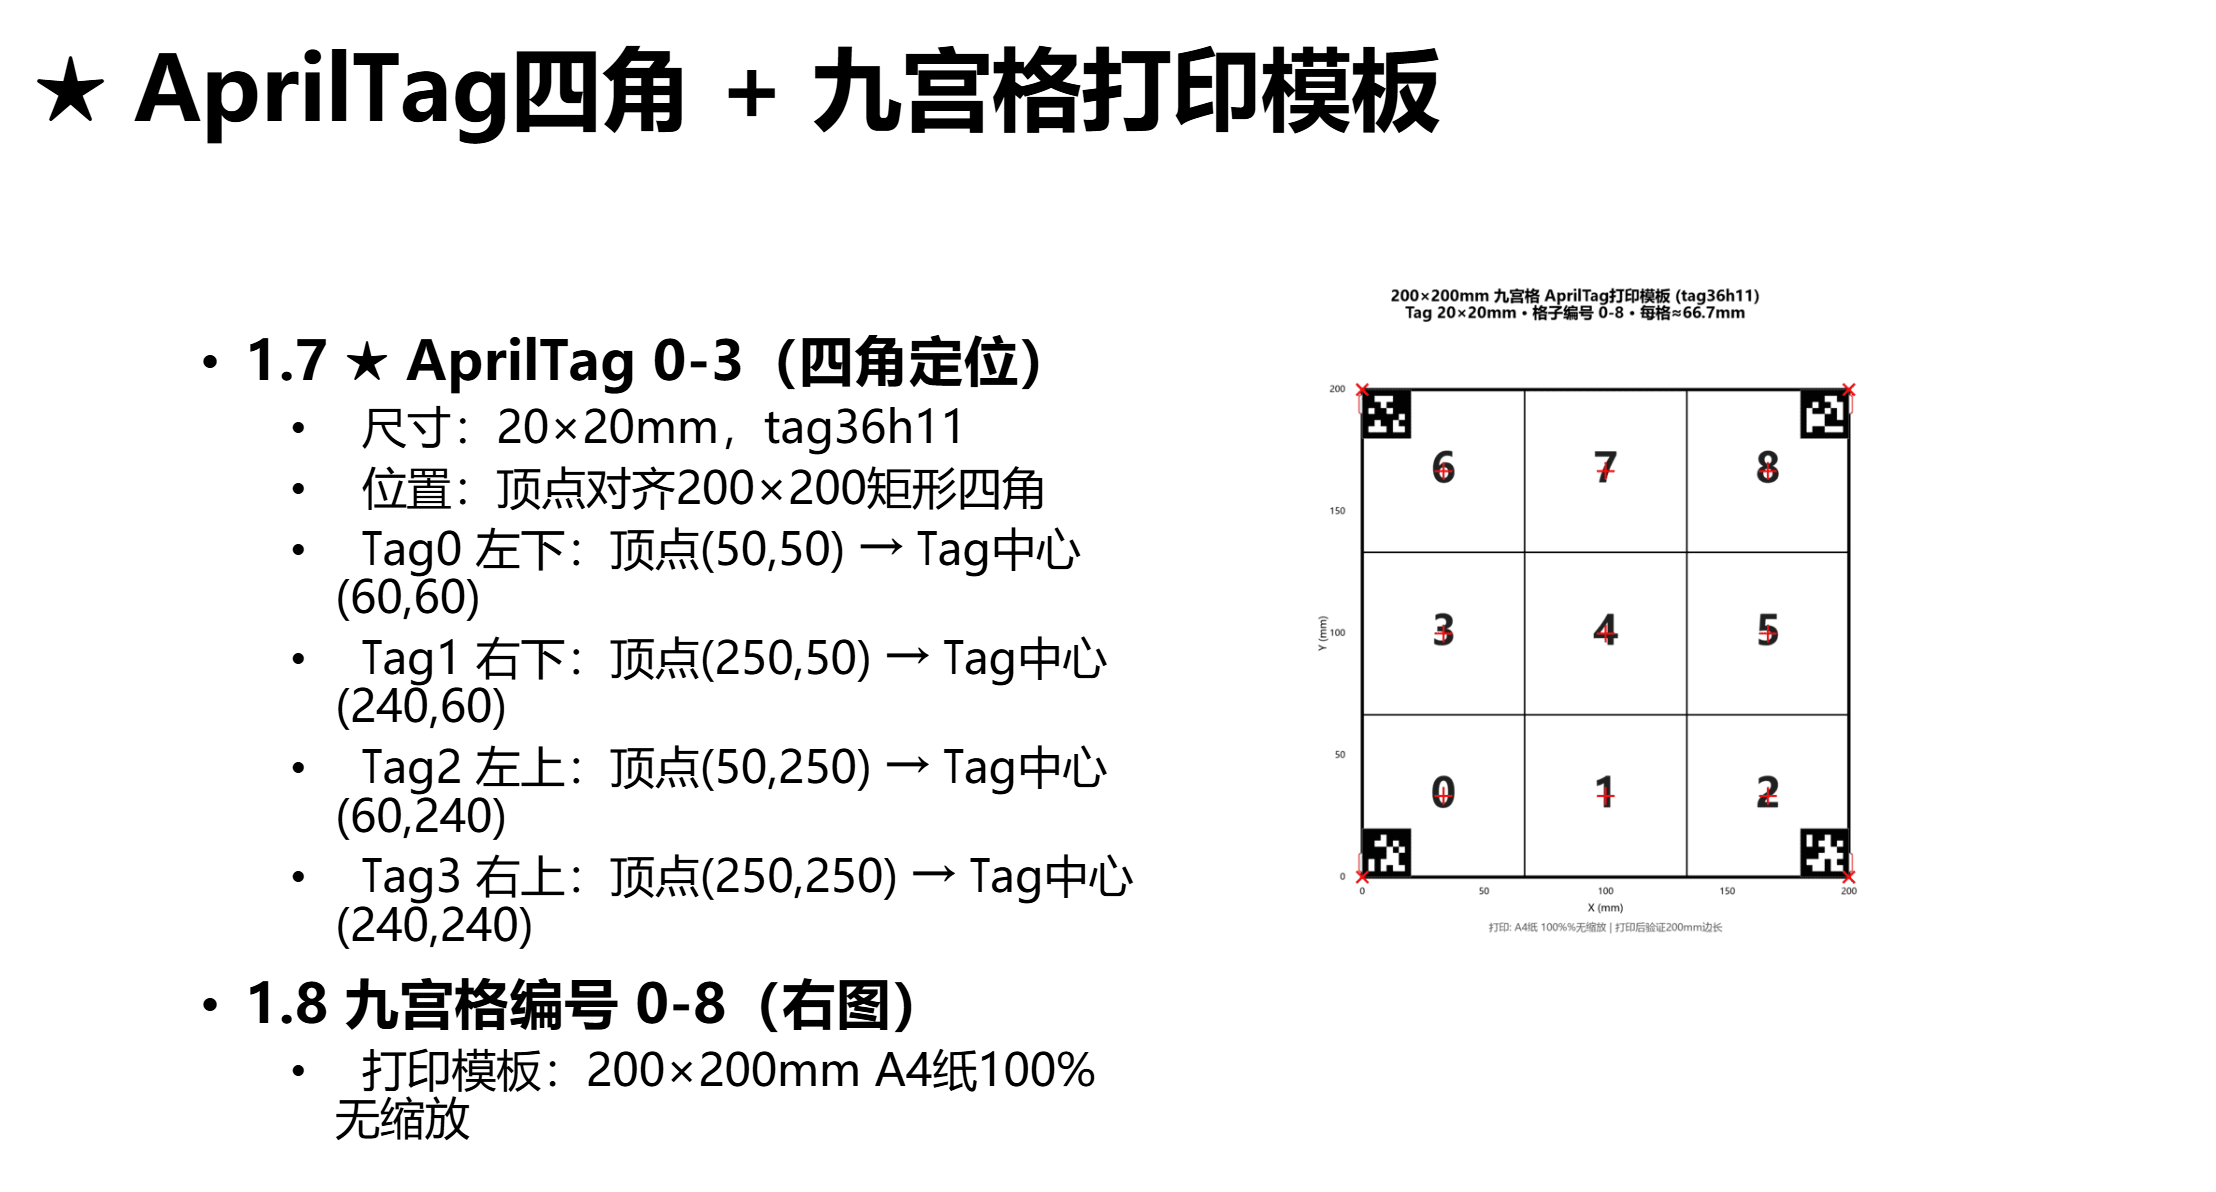 ★ AprilTag四角 + 九宫格打印模板
• 1.7 ★ AprilTag 0-3（四角定位）
• 尺寸：20×20mm，tag36h11
• 位置：顶点对齐200×200矩形四角
• Tag0 左下：顶点(50,50) → Tag中心
(60,60)
• Tag1 右下：顶点(250,50) → Tag中心
(240,60)
• Tag2 左上：顶点(50,250) → Tag中心
(60,240)
• Tag3 右上：顶点(250,250) → Tag中心
(240,240)
• 1.8 九宫格编号 0-8（右图）
• 打印模板：200×200mm A4纸100%
无缩放
200×200mm 九宫格 AprilTag打印模板 (tag36h11)
Tag 20×20mm • 格子编号 0-8 • 每格≈66.7mm
200
6 7 8
150
Y (mm)
100
3 4 5
50
0 1 2
0
0 50 100 150 200
X (mm)
打印: A4纸 100%%无缩放 | 打印后验证200mm边长